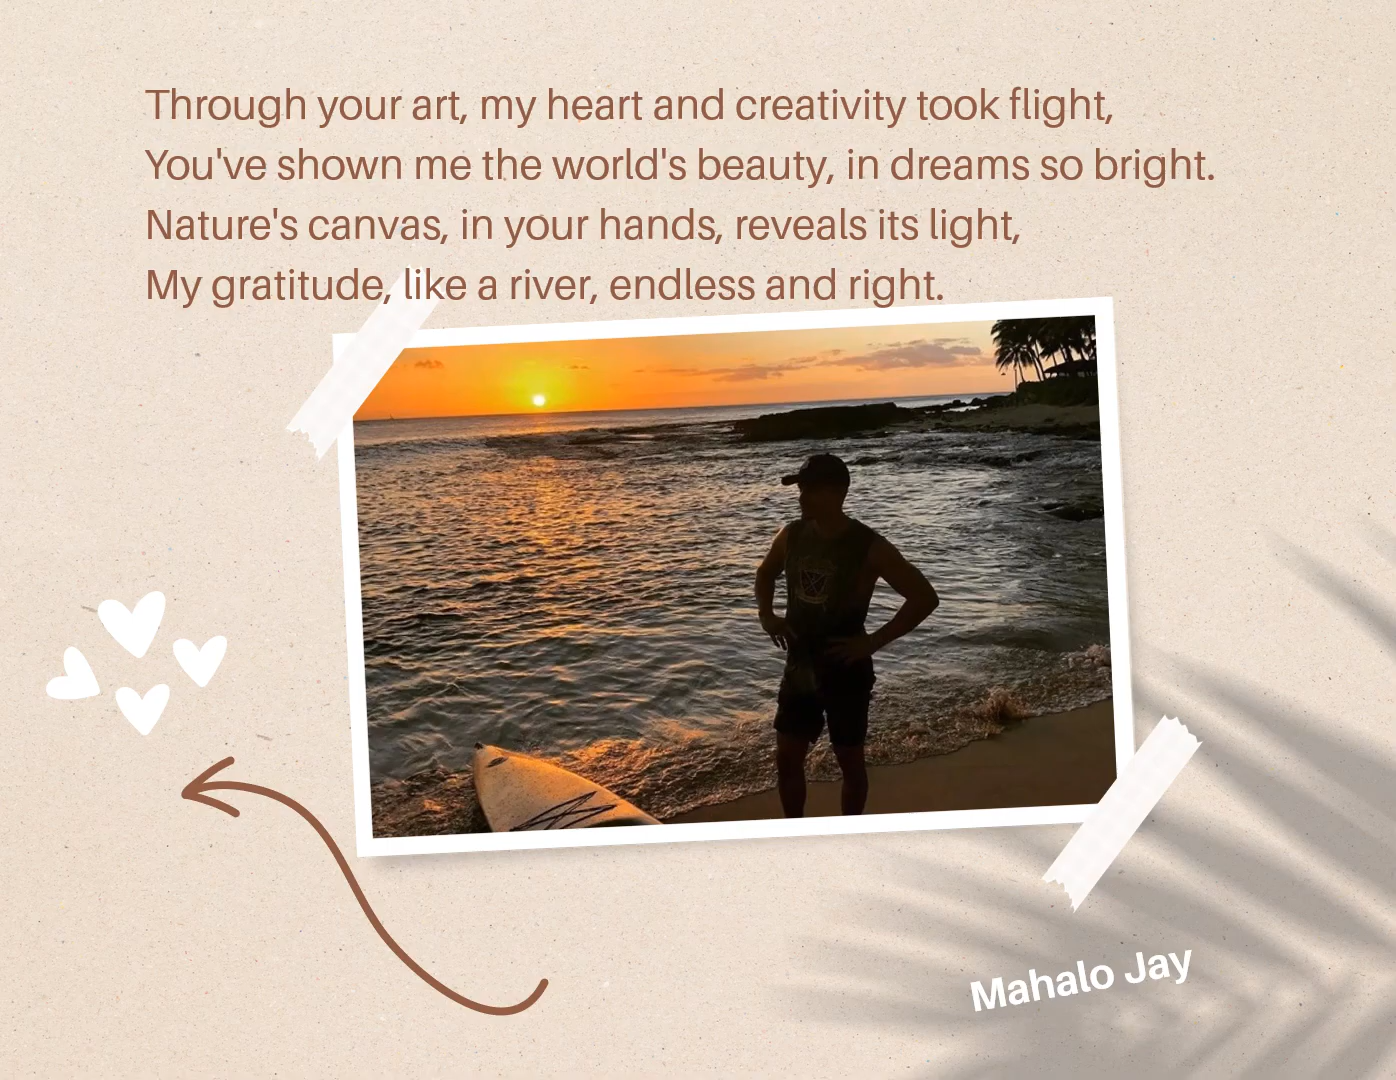 Through your art, my heart and creativity took flight,
You've shown me the world's beauty, in dreams so bright.
Nature's canvas, in your hands, reveals its light,
My gratitude, like a river, endless and right.
Mahalo Jay